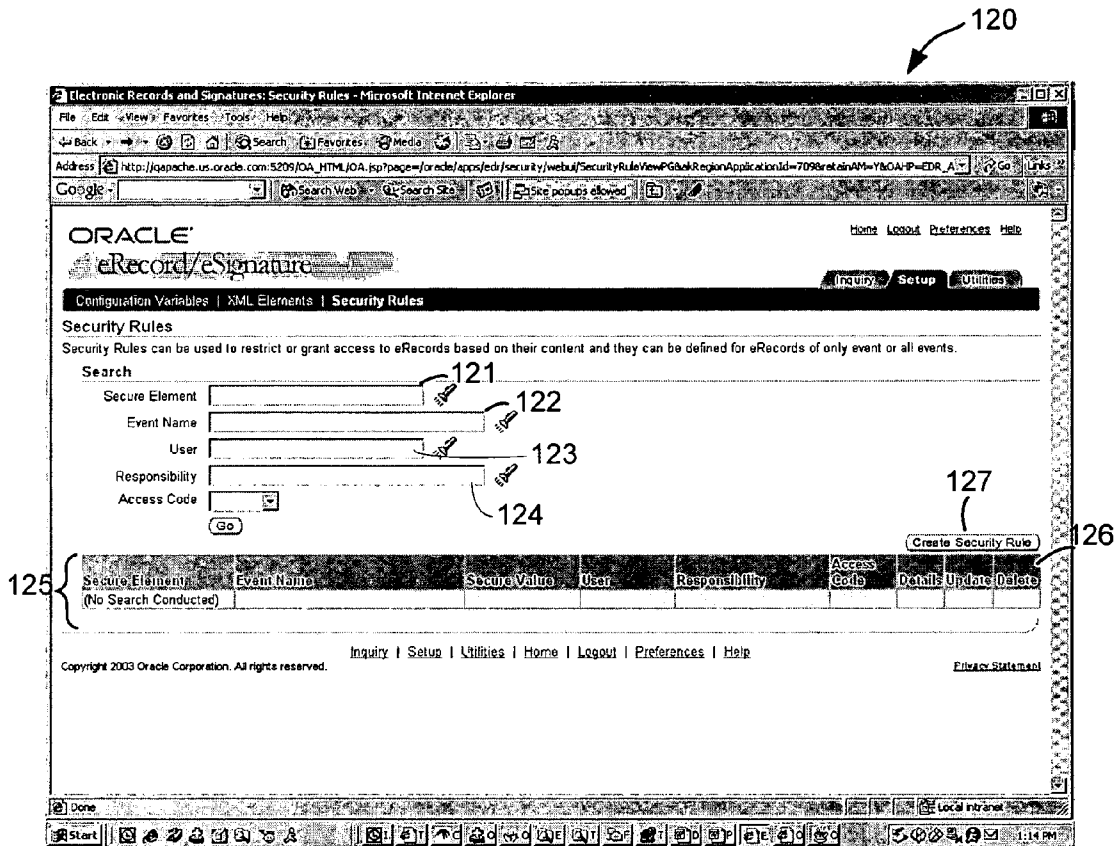 120
Electronic Records and Signatures: Security Rules - Microsoft Internet Explorer
File Edit View Favorites Tools Help
Back Search Favorites Media
Address http://qapache.us.oracle.com:5209/OA_HTML/OA.jsp?page=/oracle/apps/edr/security/webui/SecurityRuleViewPG&akRegionApplicationId=709&retainAM=Y&OAHP=EDR_A Go Links »
Google - Search Web Search Site Site popups allowed
ORACLE'
Home Logout Preferences Help
eRecord/eSignature
Inquiry Setup Utilities
Configuration Variables | XML Elements | Security Rules
Security Rules
Security Rules can be used to restrict or grant access to eRecords based on their content and they can be defined for eRecords of only event or all events.
Search
121
Secure Element
122
Event Name
User
123
Responsibility
124
Access Code
127
Go
Create Security Rule
126
125
Secure Element Event Name Secure Value User Responsibility Access Code Details Update Delete
(No Search Conducted)
Inquiry | Setup | Utilities | Home | Logout | Preferences | Help
Copyright 2003 Oracle Corporation. All rights reserved.
Privacy Statement
Done
Local intranet
Start
1:14 PM